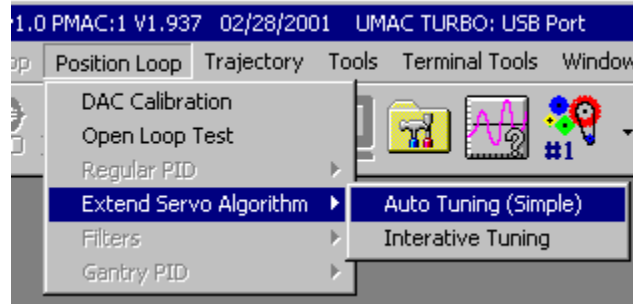 1.0 PMAC:1 V1.937 02/28/2001 UMAC TURBO: USB Port
op Position Loop Trajectory Tools Terminal Tools Window
DAC Calibration
Open Loop Test
#1
Regular PID
Extend Servo Algorithm Auto Tuning (Simple)
Filters Interative Tuning
Gantry PID